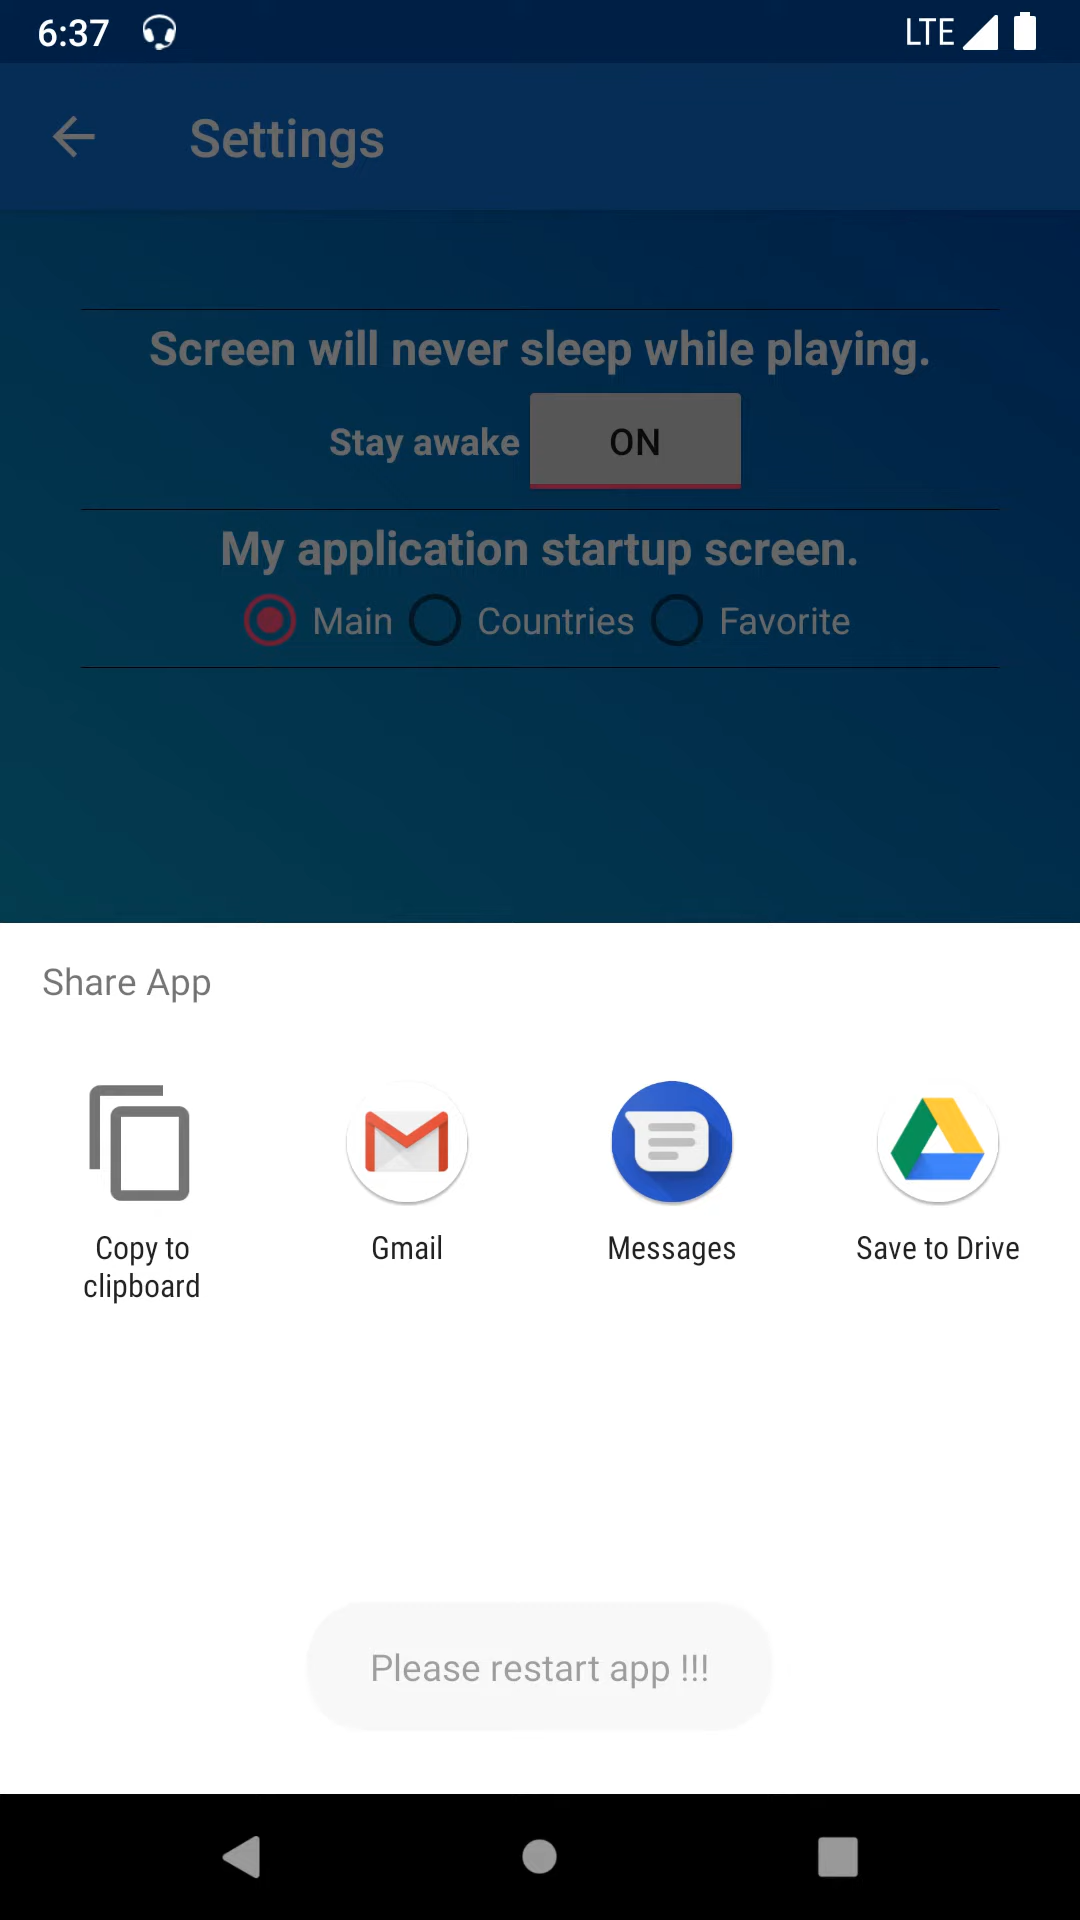 6:37
LTE
Settings
Screen will never sleep while playing.
Stay awake
ON
My application startup screen.
Main
Countries
Favorite
Share App
Copy to
clipboard
Gmail
Messages
Save to Drive
Please restart app !!!